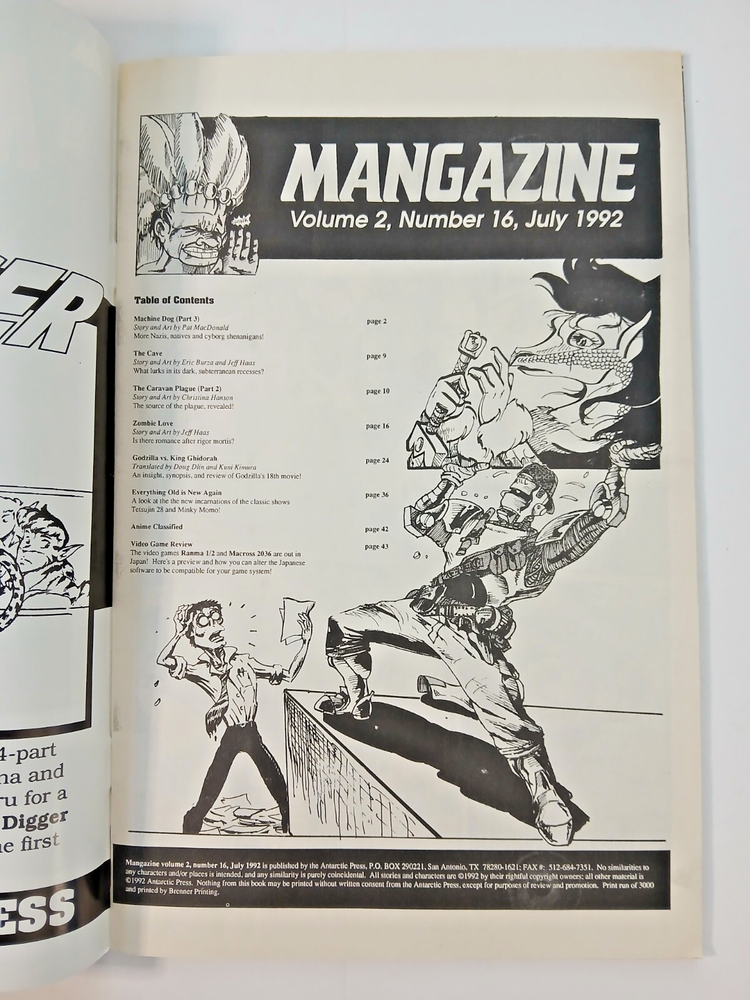 ER
4-part
na and
ru for a
Digger
ne first
ESS
MANGAZINE
Volume 2, Number 16, July 1992
Table of Contents
Machine Dog (Part 3) page 2
Story and Art by Pat MacDonald
More Nazis, natives and cyborg shenanigans!
The Cave page 9
Story and Art by Eric Burza and Jeff Haas
What lurks in its dark, subterranean recesses?
The Caravan Plague (Part 2) page 10
Story and Art by Christina Hanson
The source of the plague, revealed!
Zombie Love page 16
Story and Art by Jeff Haas
Is there romance after rigor mortis?
Godzilla vs. King Ghidorah page 24
Translated by Doug Dlin and Kuni Kimura
An insight, synopsis, and review of Godzilla's 18th movie!
Everything Old is New Again page 36
A look at the the new incarnations of the classic shows
Tetsujin 28 and Minky Momo!
Anime Classified page 42
Video Game Review page 43
The video games Ranma 1/2 and Macross 2036 are out in
Japan! Here's a preview and how you can alter the Japanese
software to be compatible for your game system!
Mangazine volume 2, number 16, July 1992 is published by the Antarctic Press, P.O. BOX 290221, San Antonio, TX 78280-1621; FAX #: 512-684-7351. No similarities to
any characters and/or places is intended, and any similarity is purely coincidental. All stories and characters are ©1992 by their rightful copyright owners; all other material is
©1992 Antarctic Press. Nothing from this book may be printed without written consent from the Antarctic Press, except for purposes of review and promotion. Print run of 3000
and printed by Brenner Printing.